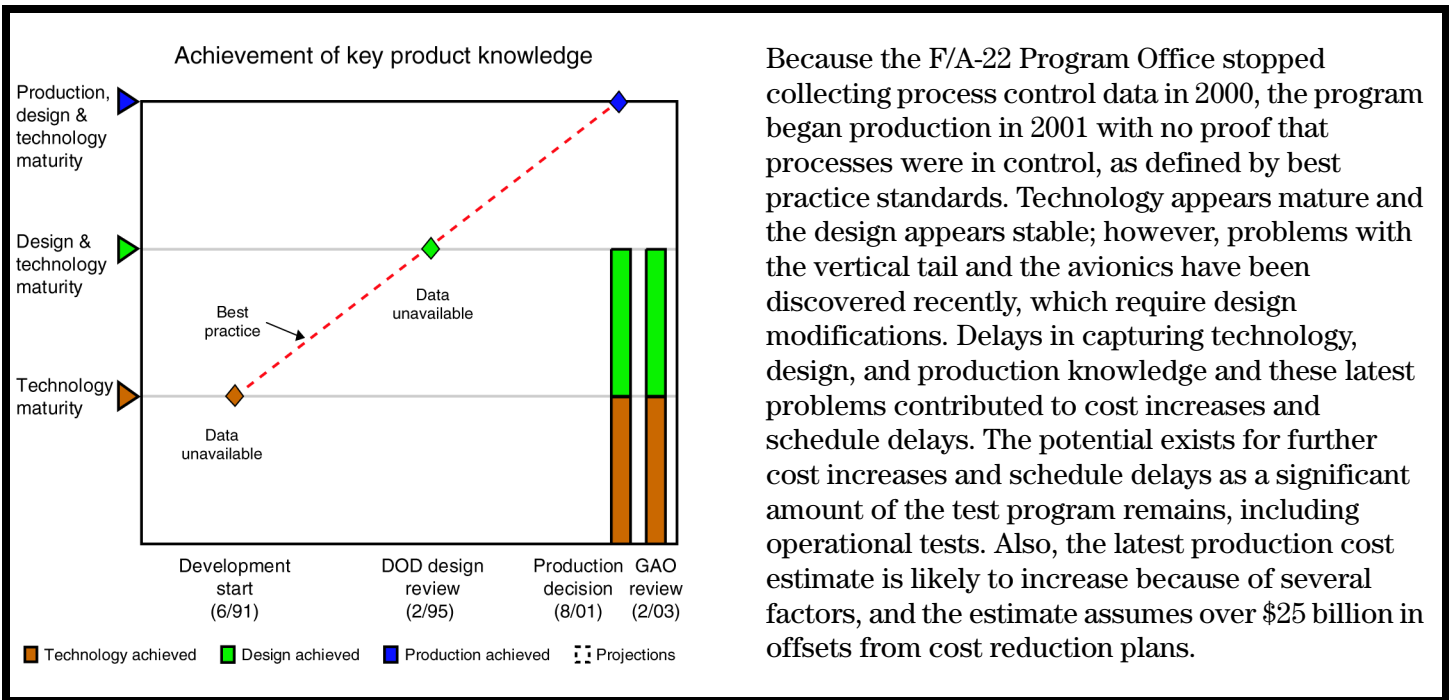 Achievement of key product knowledge
Production,
design &
technology
maturity
Design &
technology
maturity
Technology
maturity
Best
practice
Data
unavailable
Data
unavailable
Development
start
(6/91)
DOD design
review
(2/95)
Production
decision
(8/01)
GAO
review
(2/03)
Technology achieved
Design achieved
Production achieved
Projections
Because the F/A-22 Program Office stopped
collecting process control data in 2000, the program
began production in 2001 with no proof that
processes were in control, as defined by best
practice standards. Technology appears mature and
the design appears stable; however, problems with
the vertical tail and the avionics have been
discovered recently, which require design
modifications. Delays in capturing technology,
design, and production knowledge and these latest
problems contributed to cost increases and
schedule delays. The potential exists for further
cost increases and schedule delays as a significant
amount of the test program remains, including
operational tests. Also, the latest production cost
estimate is likely to increase because of several
factors, and the estimate assumes over $25 billion in
offsets from cost reduction plans.